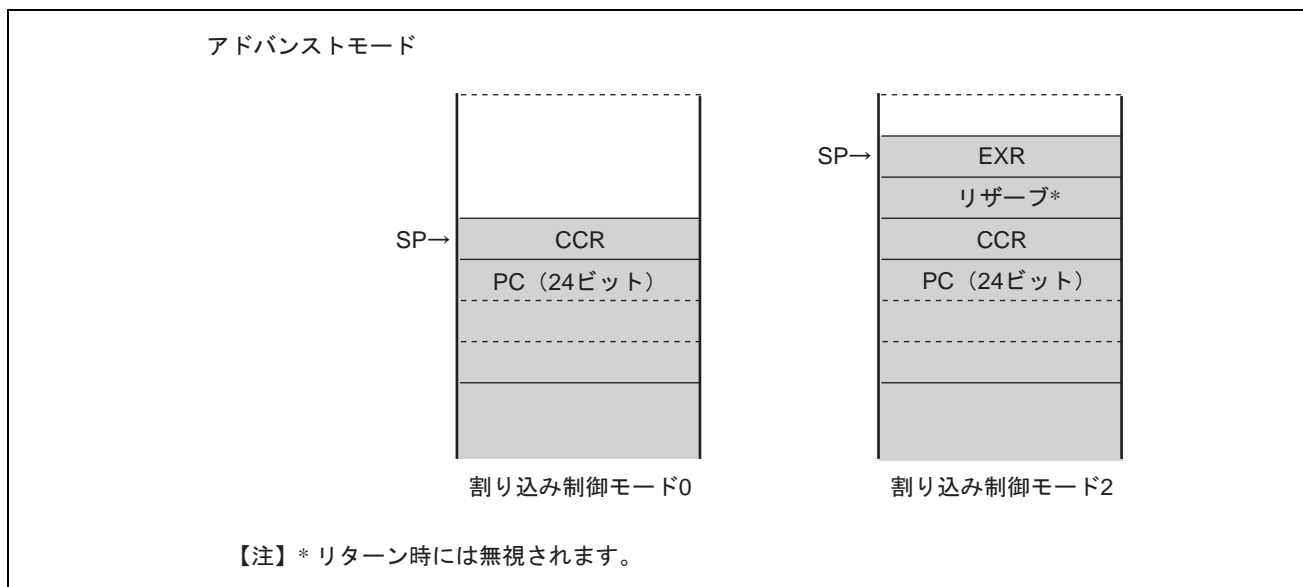 アドバンストモード
SP→ CCR
PC（24ビット）
割り込み制御モード0
SP→ EXR
リザーブ*
CCR
PC（24ビット）
割り込み制御モード2
【注】* リターン時には無視されます。